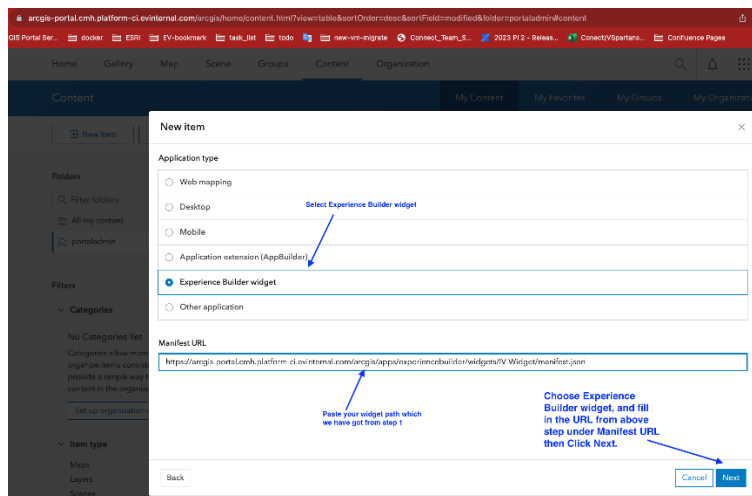 arcgis-portal.cmh.platform-ci.evinternal.com/arcgis/home/content.html?view=table&sortOrder=desc&sortField=modified&folder=portaladmin#content
GIS Portal Ser... docker ESRI EV-bookmark task_list todo new-vm-migrate Connect_Team_S... 2023 PI 2 - Releas... Conect(VSpartans... Confluence Pages
Home Gallery Map Scene Groups Content Organization
Content My Content My Favorites My Groups My Organizati
New item
New item
Application type
Folders
Web mapping
Filter folders
Desktop
Select Experience Builder widget
All my content
Mobile
portaladmin
Application extension (AppBuilder)
Experience Builder widget
Filters
Other application
Categories
No Categories Yet
Manifest URL
Categories allow mem
organize items consist
https://arcgis-portal.cmh.platform-ci.evinternal.com/arcgis/apps/experiencebuilder/widgets/IV-Widget/manifest.json
provide a simple way t
content in the organiza
Set up organization
Paste your widget path which
we have got from step 1
Choose Experience
Builder widget, and fill
in the URL from above
step under Manifest URL
then Click Next.
Item type
Maps
Layers
Scenes
Back Cancel Next